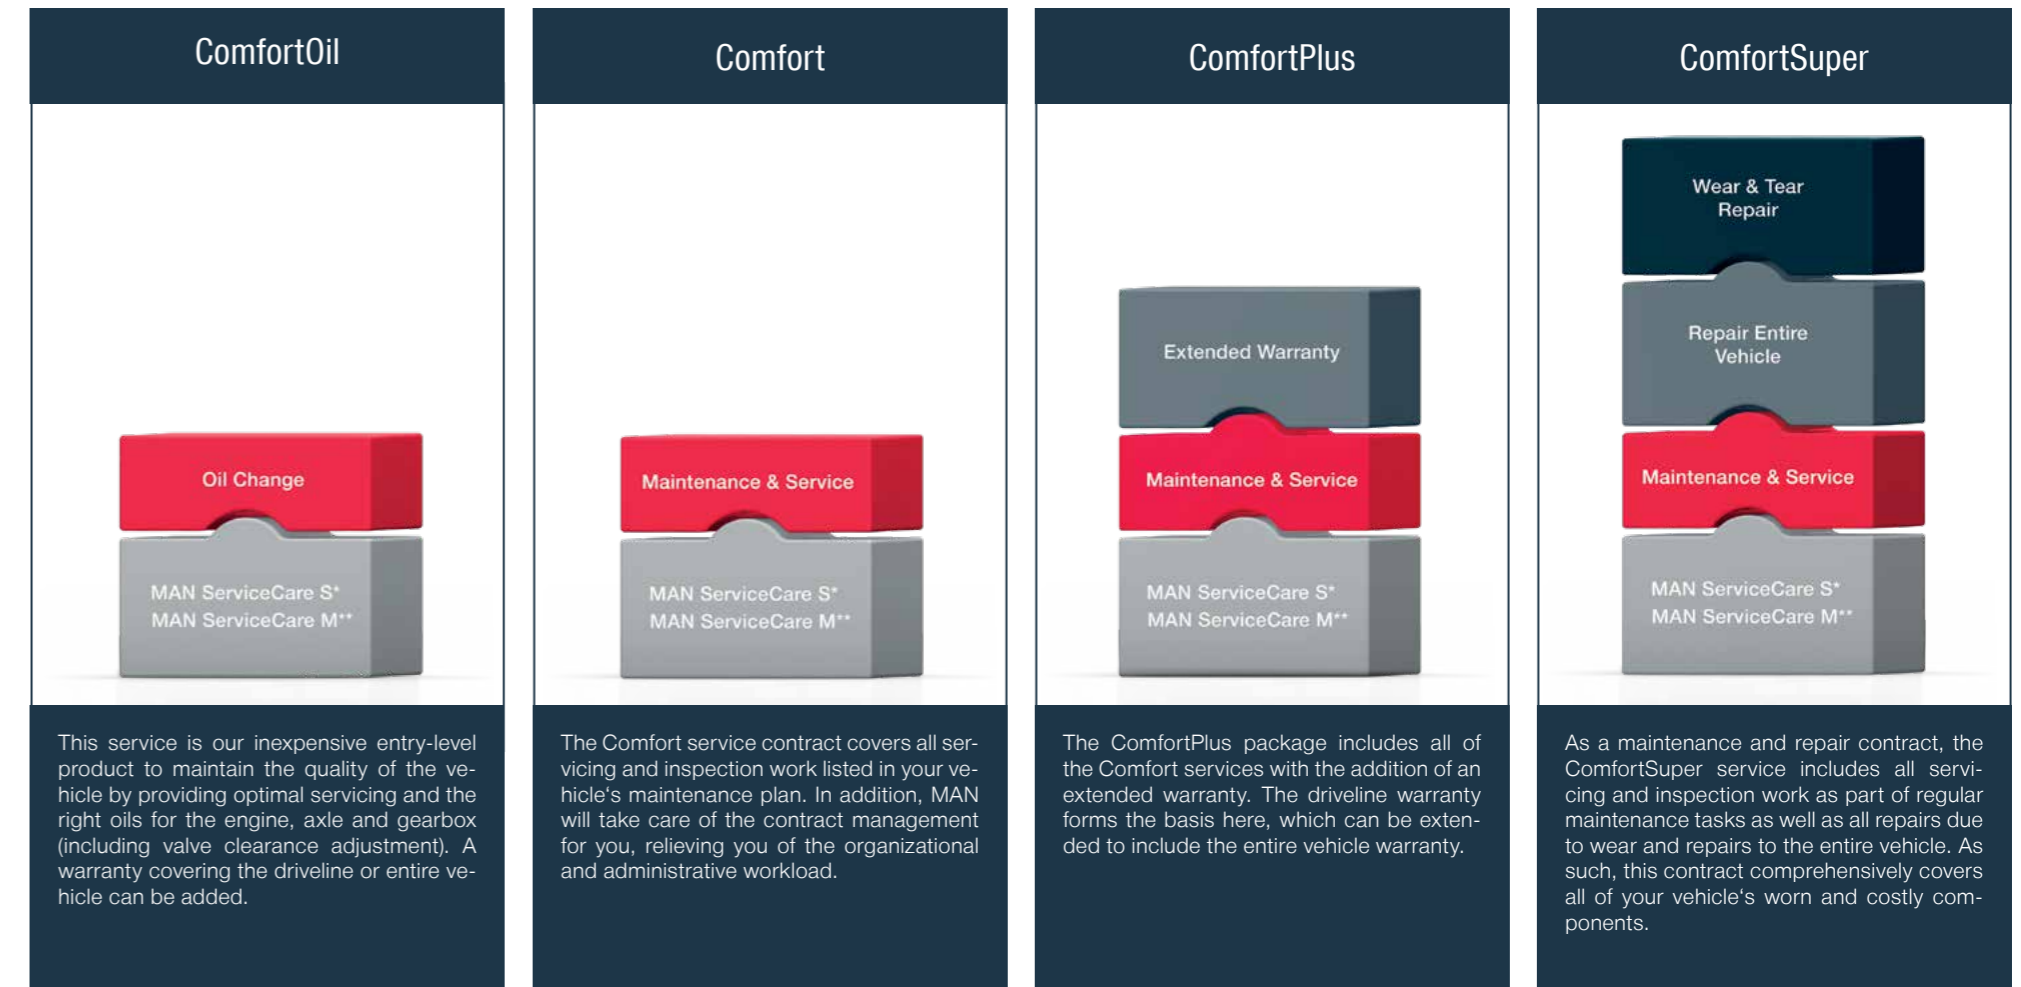 ComfortOil
Oil Change
MAN ServiceCare S*
MAN ServiceCare M**
This service is our inexpensive entry-level
product to maintain the quality of the ve-
hicle by providing optimal servicing and the
right oils for the engine, axle and gearbox
(including valve clearance adjustment). A
warranty covering the driveline or entire ve-
hicle can be added.
Comfort
Maintenance & Service
MAN ServiceCare S*
MAN ServiceCare M**
The Comfort service contract covers all ser-
vicing and inspection work listed in your ve-
hicle‘s maintenance plan. In addition, MAN
will take care of the contract management
for you, relieving you of the organizational
and administrative workload.
ComfortPlus
Extended Warranty
Maintenance & Service
MAN ServiceCare S*
MAN ServiceCare M**
The ComfortPlus package includes all of
the Comfort services with the addition of an
extended warranty. The driveline warranty
forms the basis here, which can be exten-
ded to include the entire vehicle warranty.
ComfortSuper
Wear & Tear
Repair
Repair Entire
Vehicle
Maintenance & Service
MAN ServiceCare S*
MAN ServiceCare M**
As a maintenance and repair contract, the
ComfortSuper service includes all servi-
cing and inspection work as part of regular
maintenance tasks as well as all repairs due
to wear and repairs to the entire vehicle. As
such, this contract comprehensively covers
all of your vehicle‘s worn and costly com-
ponents.